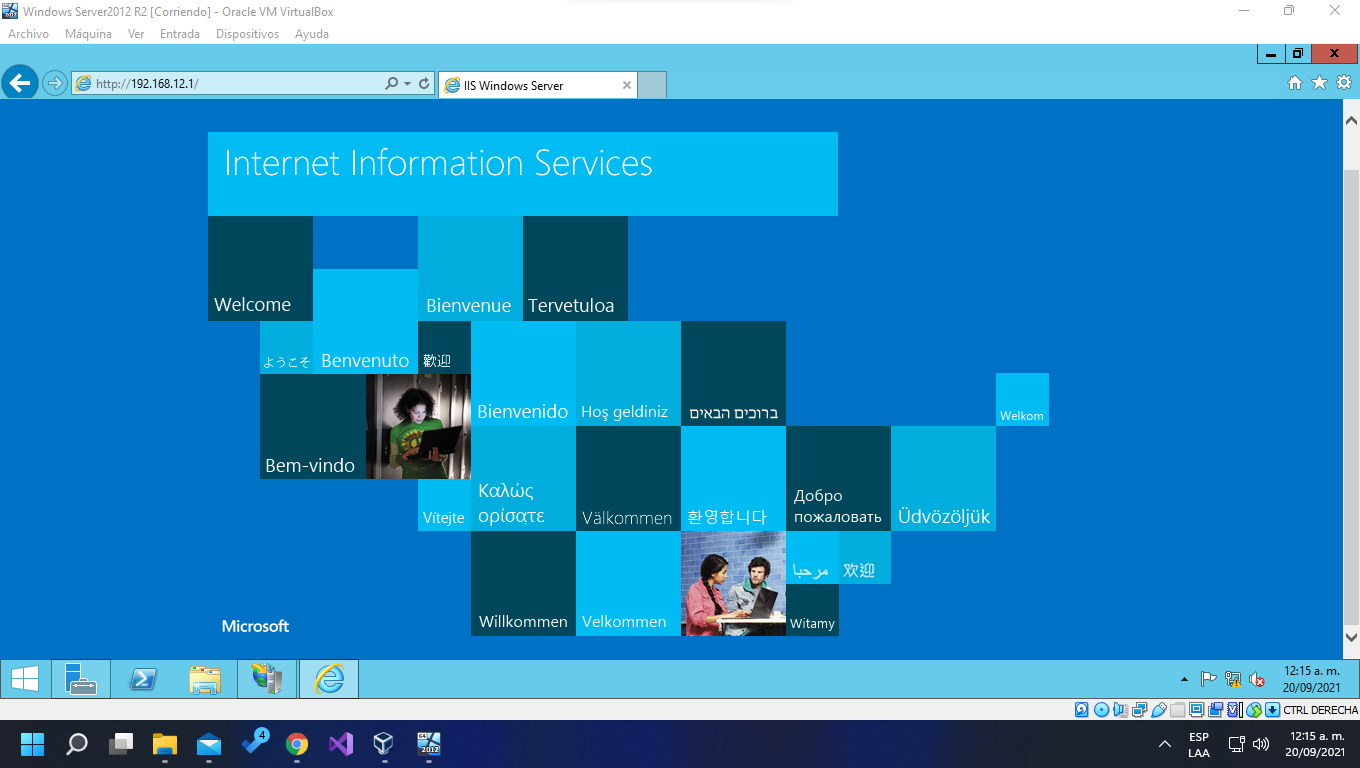 Windows Server2012 R2 [Corriendo] - Oracle VM VirtualBox
Archivo Máquina Ver Entrada Dispositivos Ayuda
http://192.168.12.1/
IIS Windows Server
Internet Information Services
Welcome
Bienvenue
Tervetuloa
ようこそ
Benvenuto
歡迎
Bienvenido
Hoş geldiniz
ברוכים הבאים
Welkom
Bem-vindo
Vítejte
Καλώς
ορίσατε
Välkommen
환영합니다
Добро
пожаловать
Üdvözöljük
Microsoft
Willkommen
Velkommen
مرحبا
欢迎
Witamy
12:15 a. m.
20/09/2021
CTRL DERECHA
4
2012
ESP
LAA
12:15 a. m.
20/09/2021